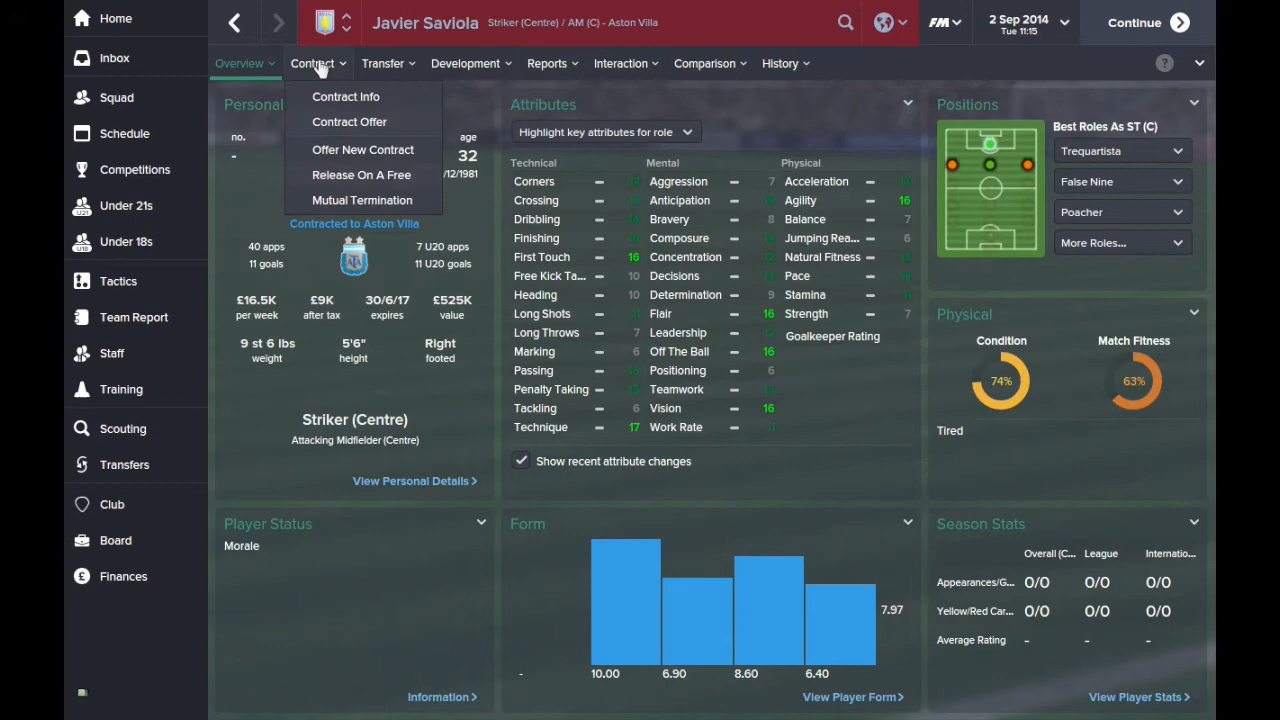 Home
Inbox
Squad
Schedule
Competitions
U21
Under 21s
U18
Under 18s
Tactics
Team Report
Staff
Training
Scouting
Transfers
Club
Board
Finances
Javier Saviola
Striker (Centre) / AM (C) - Aston Villa
FM
2 Sep 2014
Tue 11:15
Continue
Overview
Contract
Transfer
Development
Reports
Interaction
Comparison
History
?
Contract Info
Contract Offer
Offer New Contract
Release On A Free
Mutual Termination
Personal
no.
-
age
32
/12/1981)
Contracted to Aston Villa
40 apps
11 goals
7 U20 apps
11 U20 goals
£16.5K
per week
£9K
after tax
30/6/17
expires
£525K
value
9 st 6 lbs
weight
5'6"
height
Right
footed
Striker (Centre)
Attacking Midfielder (Centre)
View Personal Details >
Attributes
Highlight key attributes for role
Technical
Mental
Physical
Corners
Aggression 7
Acceleration
Crossing
Anticipation
Agility 16
Dribbling
Bravery 8
Balance 7
Finishing
Composure
Jumping Rea... 6
First Touch 16
Concentration
Natural Fitness
Free Kick Ta... 10
Decisions
Pace
Heading 10
Determination 9
Stamina
Long Shots
Flair 16
Strength 7
Long Throws 7
Leadership
Goalkeeper Rating
Marking 6
Off The Ball 16
Passing
Positioning 6
Penalty Taking
Teamwork
Tackling 6
Vision 16
Technique 17
Work Rate
Show recent attribute changes
Positions
Best Roles As ST (C)
Trequartista
False Nine
Poacher
More Roles...
Physical
Condition
74%
Match Fitness
63%
Tired
Player Status
Morale
Information >
Form
7.97
- 10.00 6.90 8.60 6.40
View Player Form >
Season Stats
Overall (C... League Internatio...
Appearances/G... 0/0 0/0 0/0
Yellow/Red Car... 0/0 0/0 0/0
Average Rating - - -
View Player Stats >